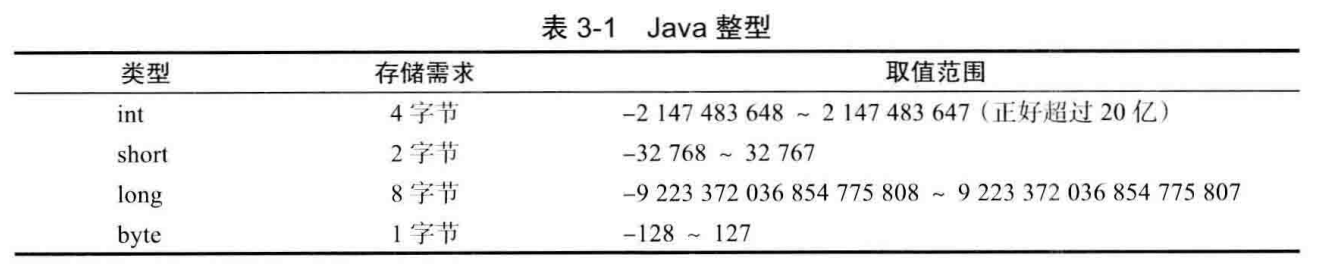 表 3-1 Java 整型
类型 存储需求 取值范围
int 4 字节 –2 147 483 648 ~ 2 147 483 647（正好超过 20 亿）
short 2 字节 –32 768 ~ 32 767
long 8 字节 –9 223 372 036 854 775 808 ~ 9 223 372 036 854 775 807
byte 1 字节 –128 ~ 127